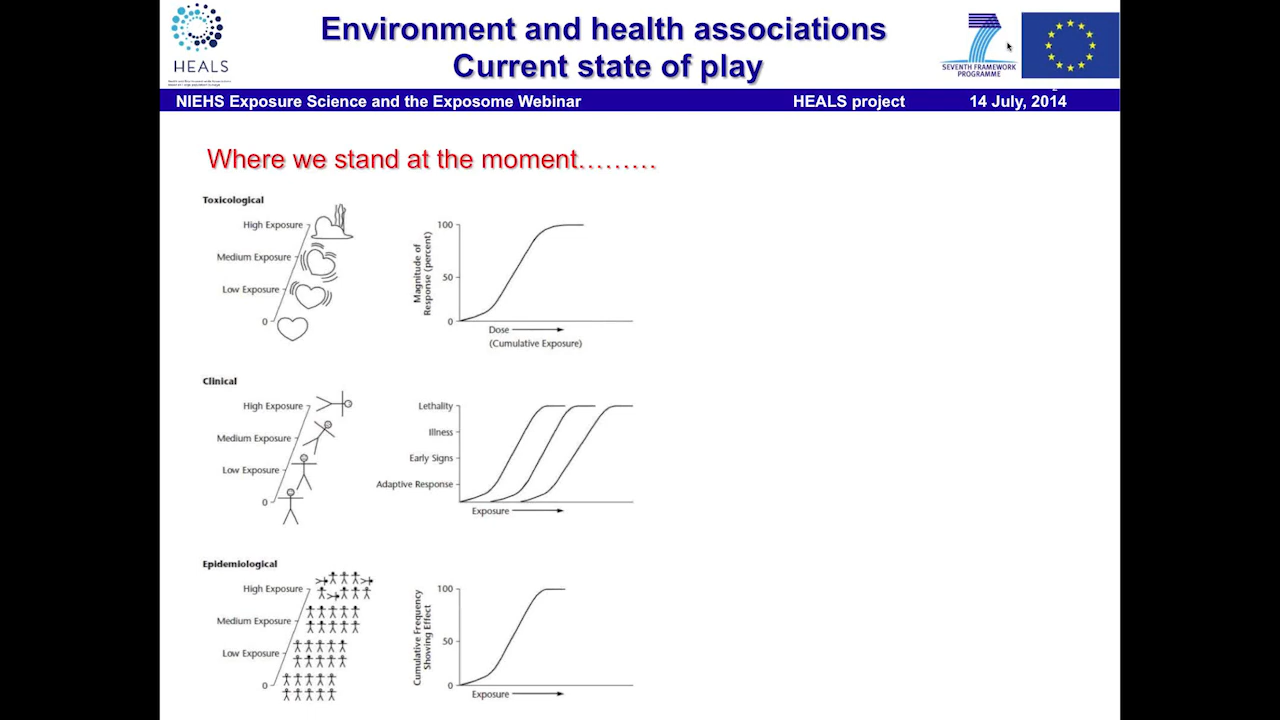 HEALS
Environment and health associations
Current state of play
SEVENTH FRAMEWORK
PROGRAMME
NIEHS Exposure Science and the Exposome Webinar HEALS project 14 July, 2014
Where we stand at the moment………
Toxicological
High Exposure
Medium Exposure
Low Exposure
0
Magnitude of
Response (percent)
100
50
0
Dose
(Cumulative Exposure)
Clinical
High Exposure
Medium Exposure
Low Exposure
0
Lethality
Illness
Early Signs
Adaptive Response
Exposure
Epidemiological
High Exposure
Medium Exposure
Low Exposure
0
Cumulative Frequency
Showing Effect
100
50
0
Exposure